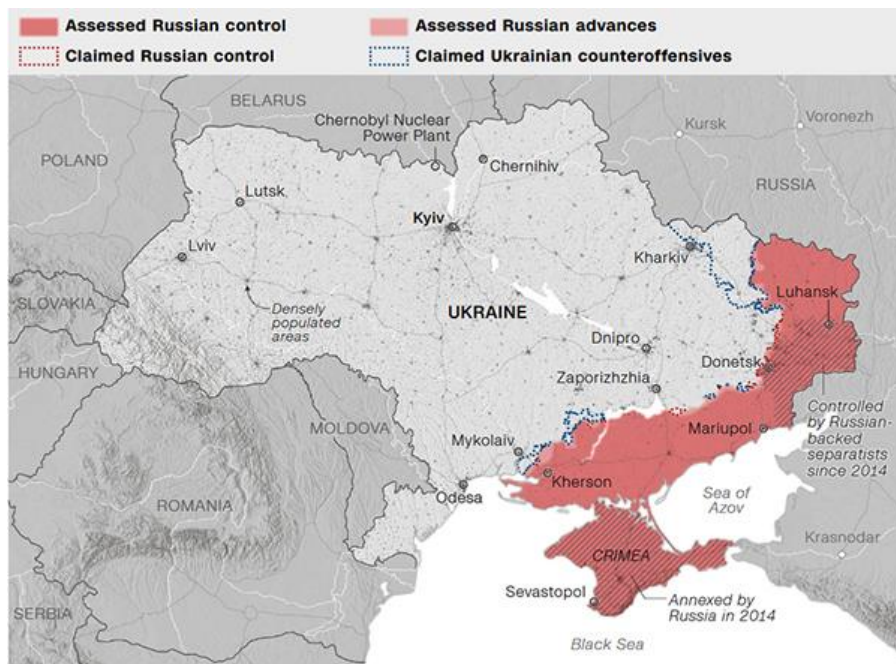 Assessed Russian control
Assessed Russian advances
Claimed Russian control
Claimed Ukrainian counteroffensives
BELARUS
Chernobyl Nuclear
Power Plant
Kursk
Voronezh
POLAND
Chernihiv
RUSSIA
Lutsk
Kyiv
Lviv
Kharkiv
SLOVAKIA
Densely
populated
areas
UKRAINE
Luhansk
Dnipro
Donetsk
HUNGARY
Zaporizhzhia
MOLDOVA
Mykolaiv
Mariupol
Controlled
by Russian-
backed
separatists
since 2014
Kherson
Odesa
ROMANIA
Sea of
Azov
Krasnodar
CRIMEA
Sevastopol
Annexed by
Russia in 2014
SERBIA
Black Sea